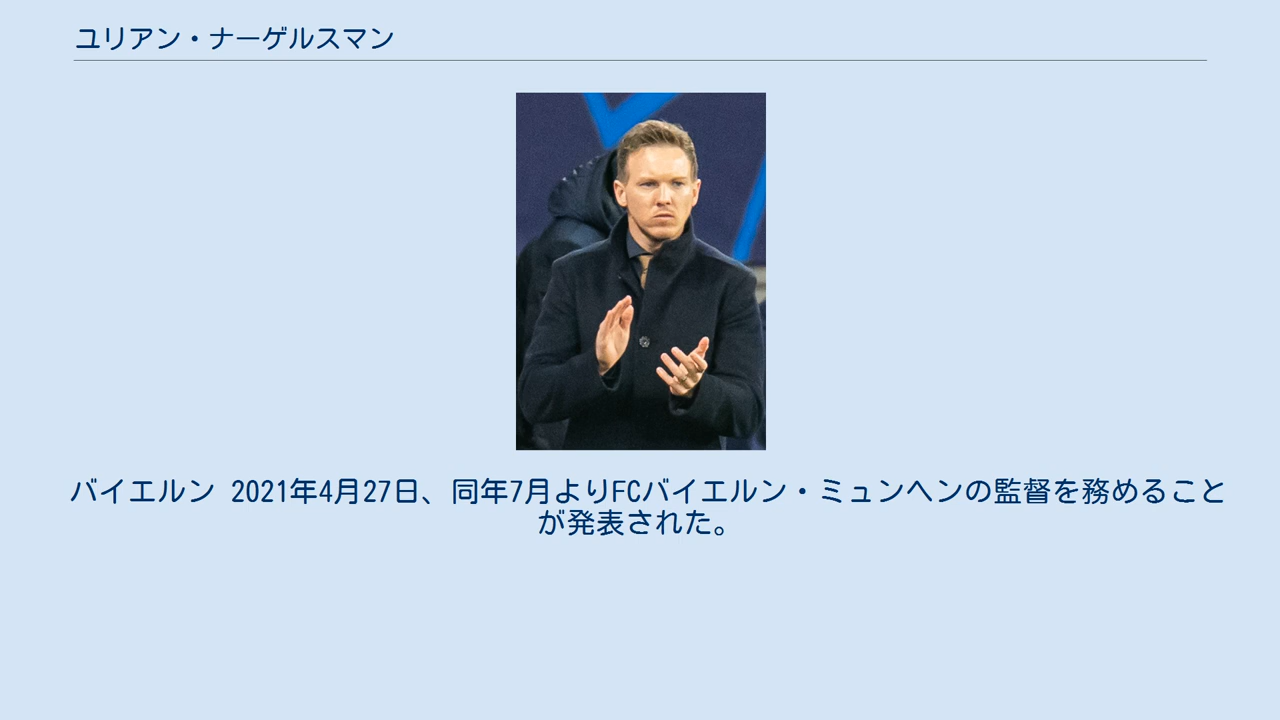 ユリアン・ナーゲルスマン
バイエルン 2021年4月27日、同年7月よりFCバイエルン・ミュンヘンの監督を務めること
が発表された。